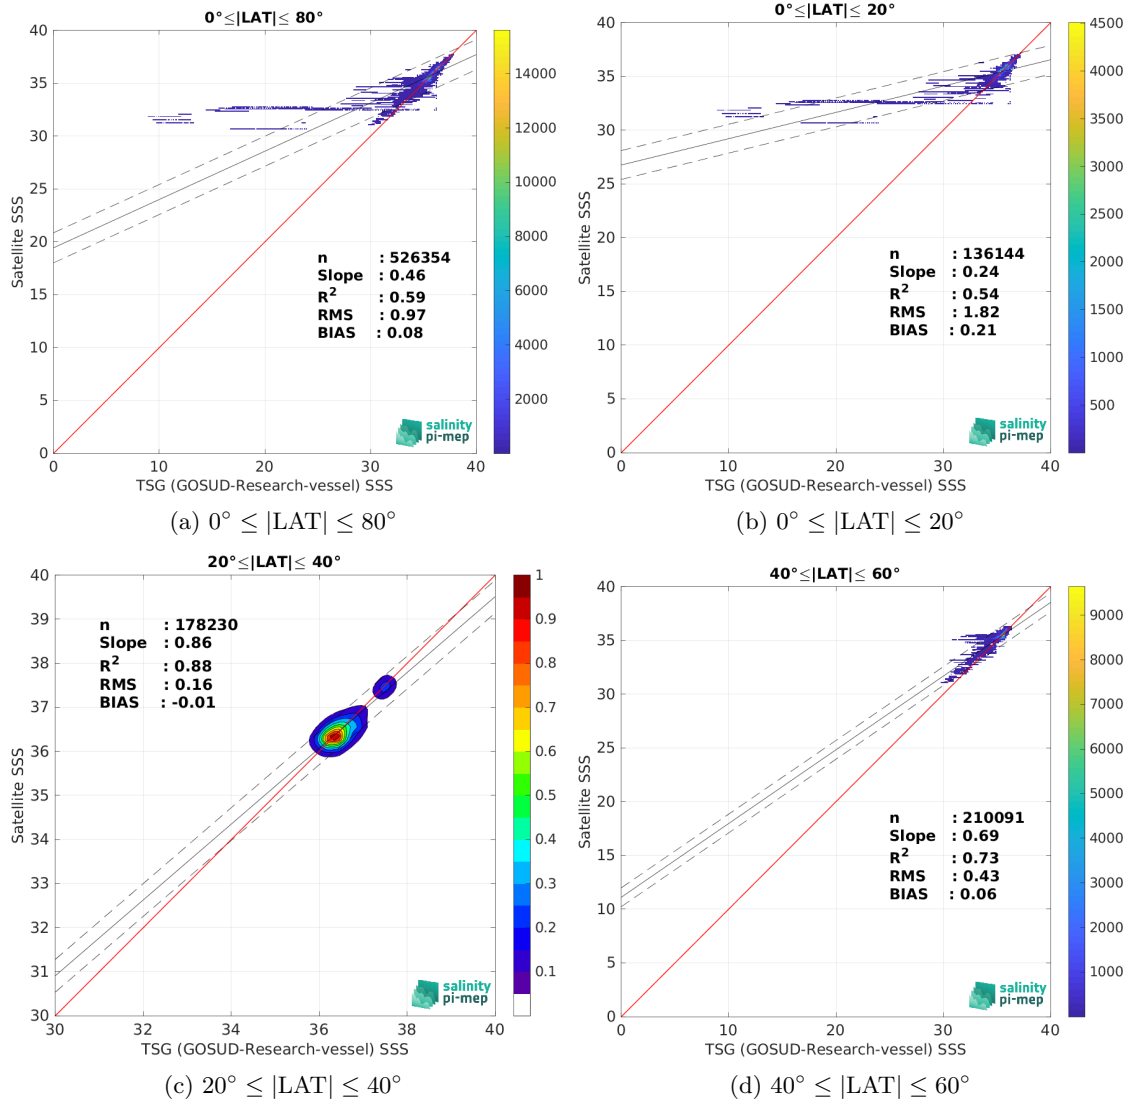 0°≤|LAT|≤ 80°
40
35
30
25
20
15
10
5
0
Satellite SSS
n : 526354
Slope : 0.46
R² : 0.59
RMS : 0.97
BIAS : 0.08
salinity
pi-mep
0 10 20 30 40
TSG (GOSUD-Research-vessel) SSS
14000
12000
10000
8000
6000
4000
2000
(a) 0° ≤ |LAT| ≤ 80°
0°≤|LAT|≤ 20°
40
35
30
25
20
15
10
5
0
Satellite SSS
n : 136144
Slope : 0.24
R² : 0.54
RMS : 1.82
BIAS : 0.21
salinity
pi-mep
0 10 20 30 40
TSG (GOSUD-Research-vessel) SSS
4500
4000
3500
3000
2500
2000
1500
1000
500
(b) 0° ≤ |LAT| ≤ 20°
20°≤|LAT|≤ 40°
40
39
38
37
36
35
34
33
32
31
30
Satellite SSS
n : 178230
Slope : 0.86
R² : 0.88
RMS : 0.16
BIAS : -0.01
salinity
pi-mep
30 32 34 36 38 40
TSG (GOSUD-Research-vessel) SSS
1
0.9
0.8
0.7
0.6
0.5
0.4
0.3
0.2
0.1
(c) 20° ≤ |LAT| ≤ 40°
40°≤|LAT|≤ 60°
40
35
30
25
20
15
10
5
0
Satellite SSS
n : 210091
Slope : 0.69
R² : 0.73
RMS : 0.43
BIAS : 0.06
salinity
pi-mep
0 10 20 30 40
TSG (GOSUD-Research-vessel) SSS
9000
8000
7000
6000
5000
4000
3000
2000
1000
(d) 40° ≤ |LAT| ≤ 60°